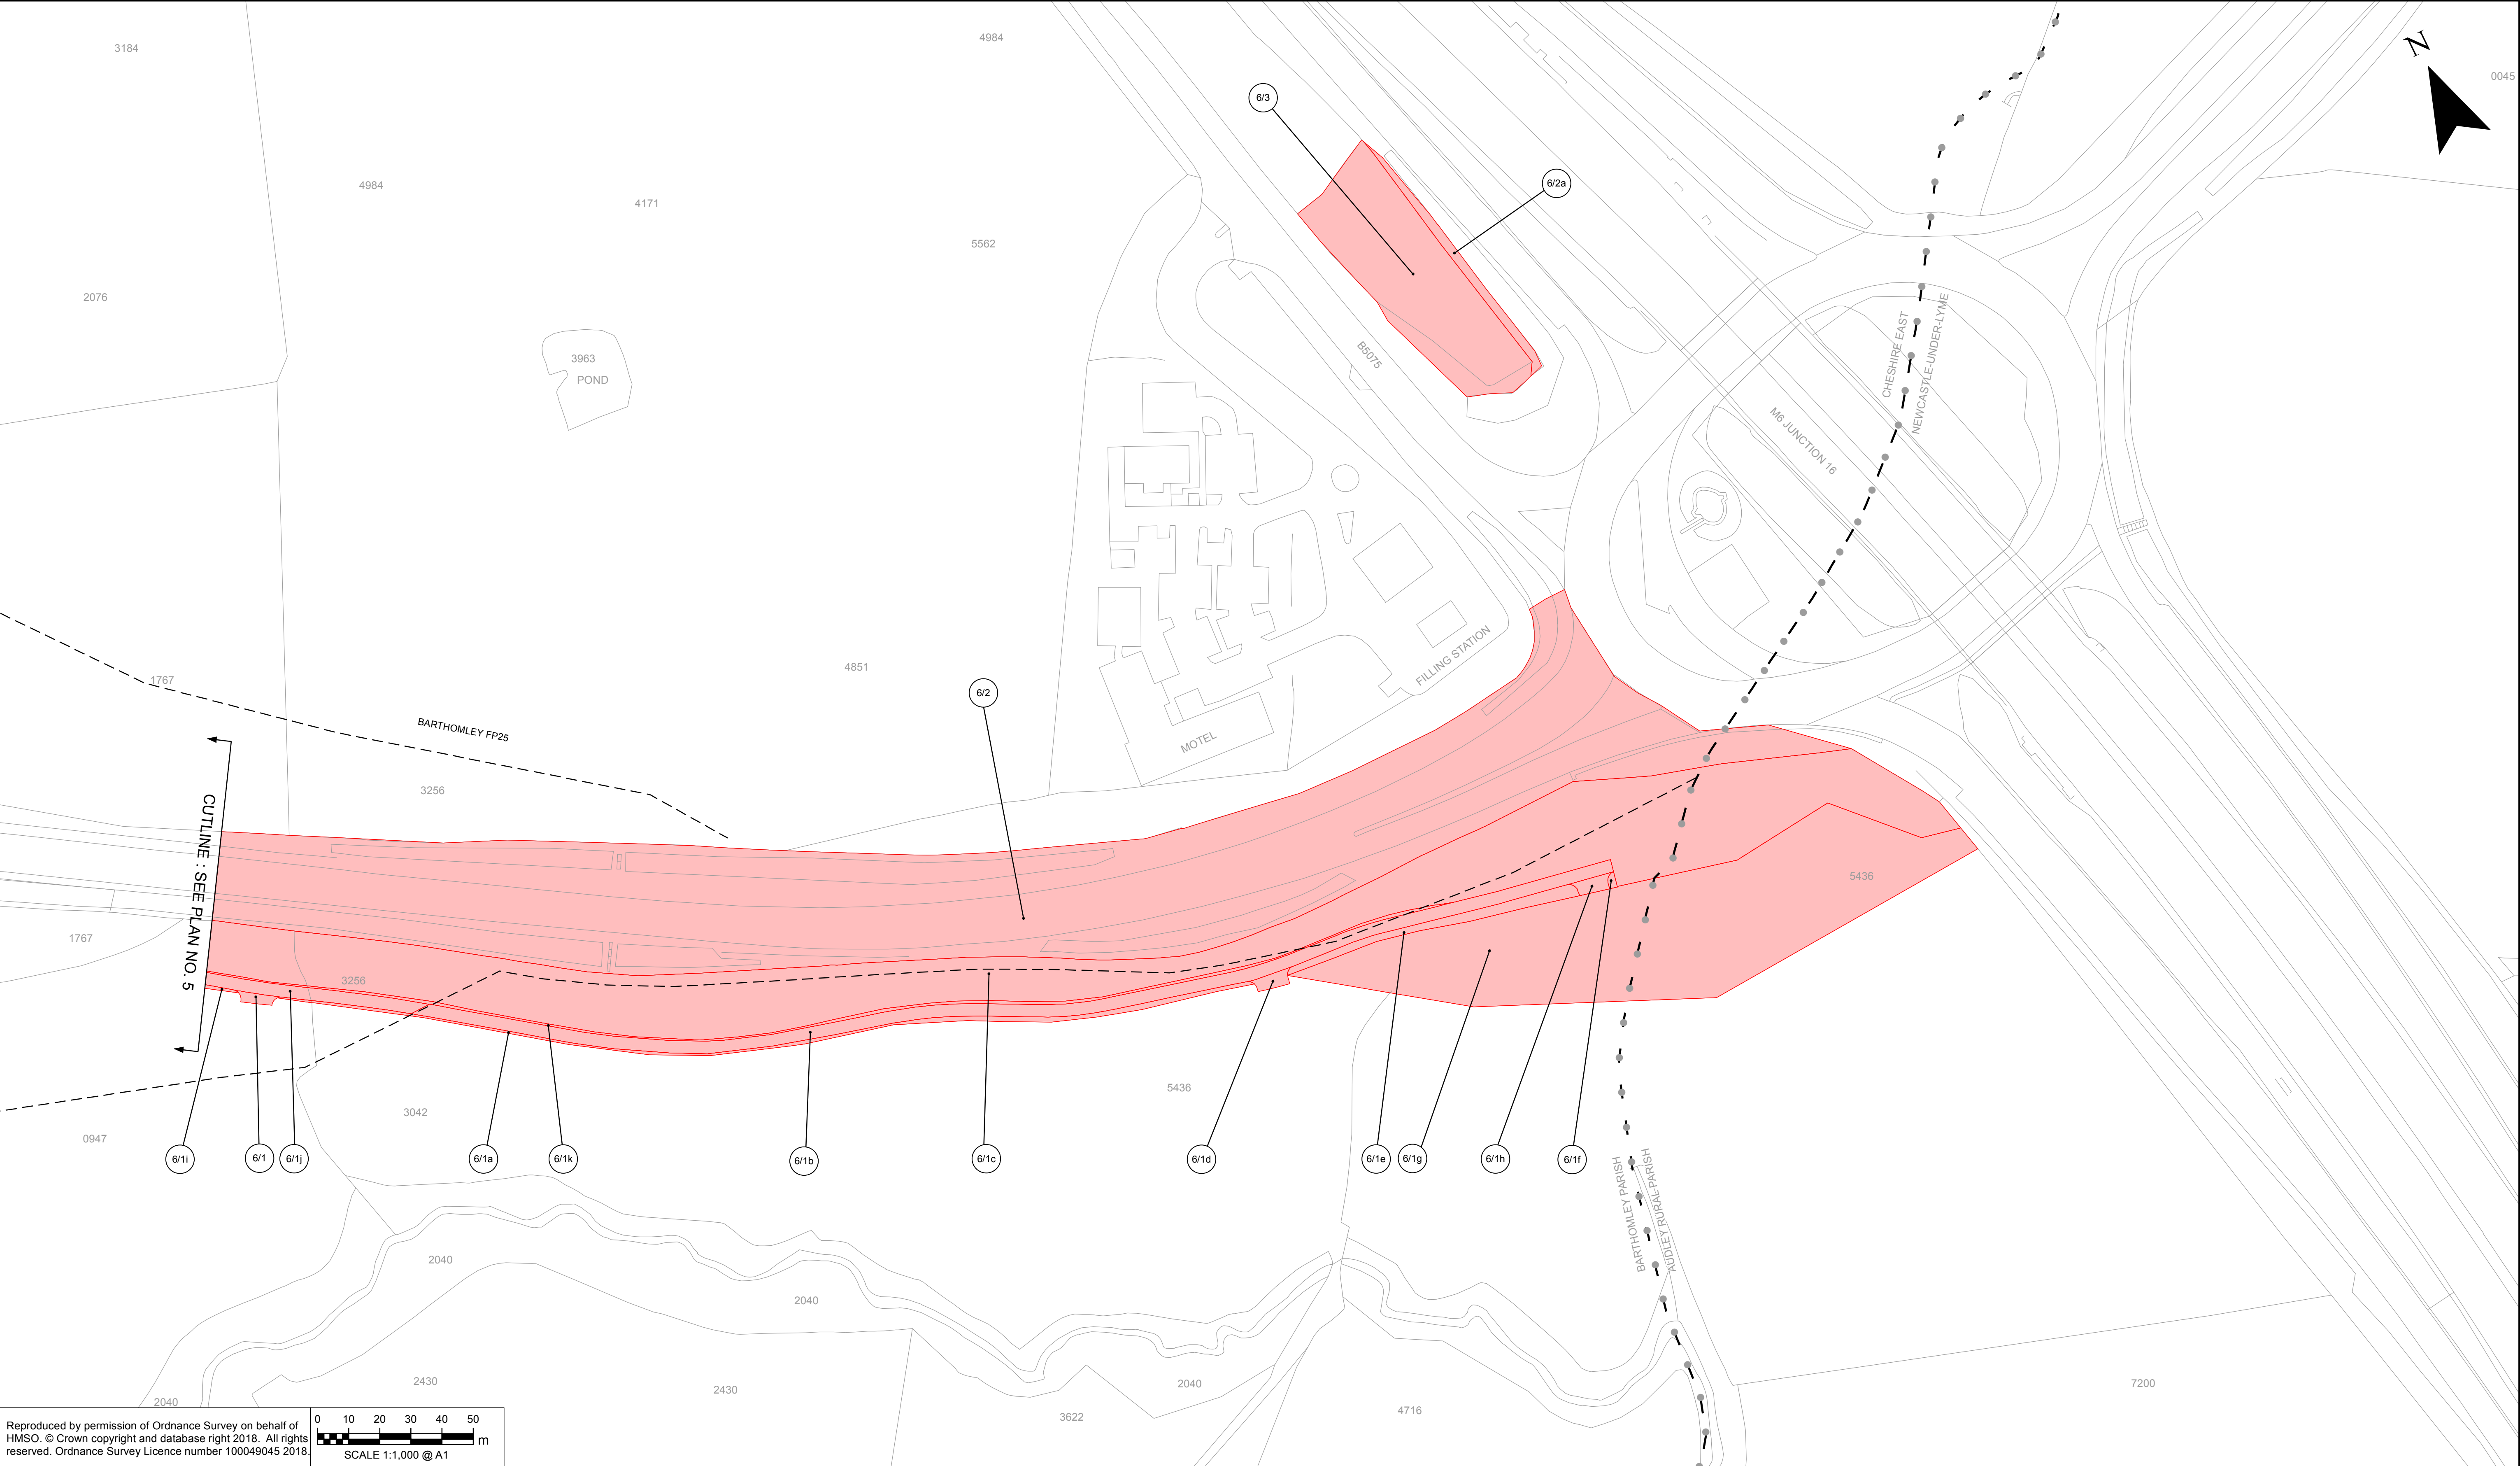 3184
4984
N
0045
6/3
4984
6/2a
4171
5562
2076
3963
POND
B5075
CHESHIRE EAST
NEWCASTLE-UNDER-LYME
M6 JUNCTION 16
FILLING STATION
4851
1767
6/2
BARTHOMLEY FP25
MOTEL
3256
CUTLINE : SEE PLAN NO. 5
5436
1767
3256
5436
3042
0947
6/1i
6/1
6/1j
6/1a
6/1k
6/1b
6/1c
6/1d
6/1e
6/1g
6/1h
6/1f
BARTHOMLEY PARISH
AUDLEY RURAL-PARISH
2040
2040
2040
2430
2430
2040
3622
4716
7200
Reproduced by permission of Ordnance Survey on behalf of
HMSO. © Crown copyright and database right 2018. All rights
reserved. Ordnance Survey Licence number 100049045 2018.
0 10 20 30 40 50
m
SCALE 1:1,000 @ A1